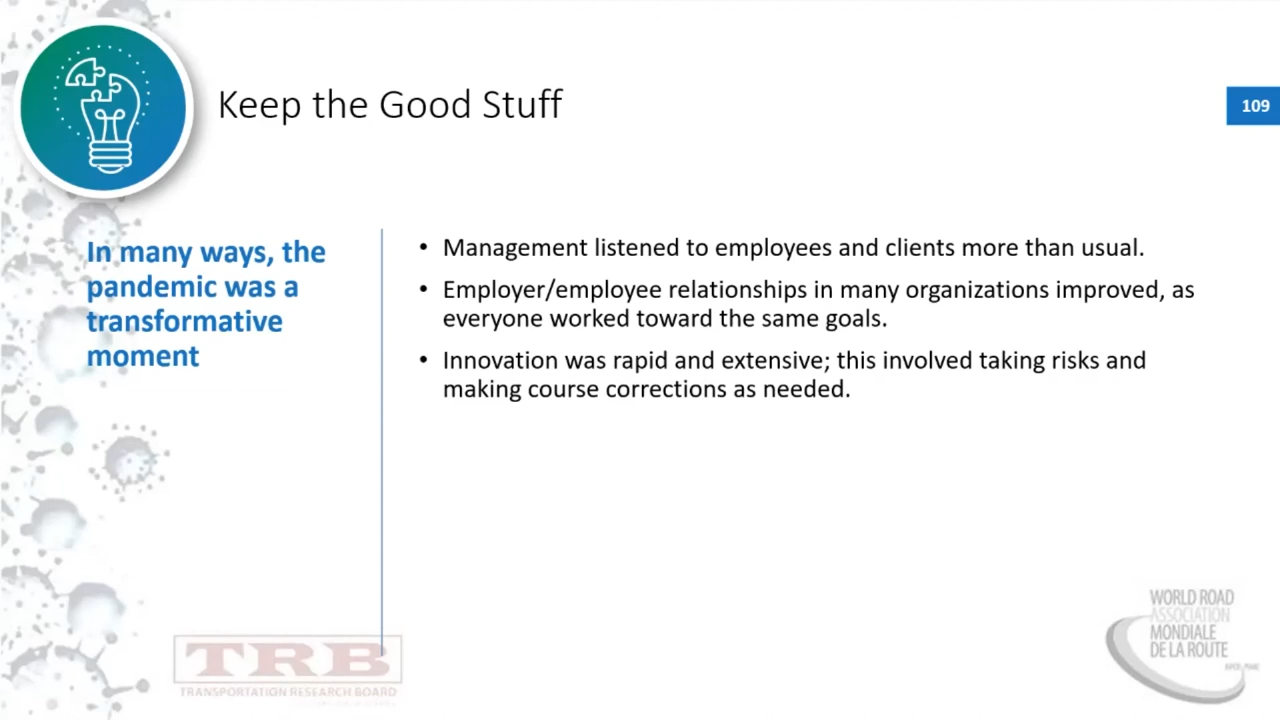 Keep the Good Stuff
109
In many ways, the
pandemic was a
transformative
moment
• Management listened to employees and clients more than usual.
• Employer/employee relationships in many organizations improved, as
everyone worked toward the same goals.
• Innovation was rapid and extensive; this involved taking risks and
making course corrections as needed.
TRB
TRANSPORTATION RESEARCH BOARD
WORLD ROAD
ASSOCIATION
MONDIALE
DE LA ROUTE